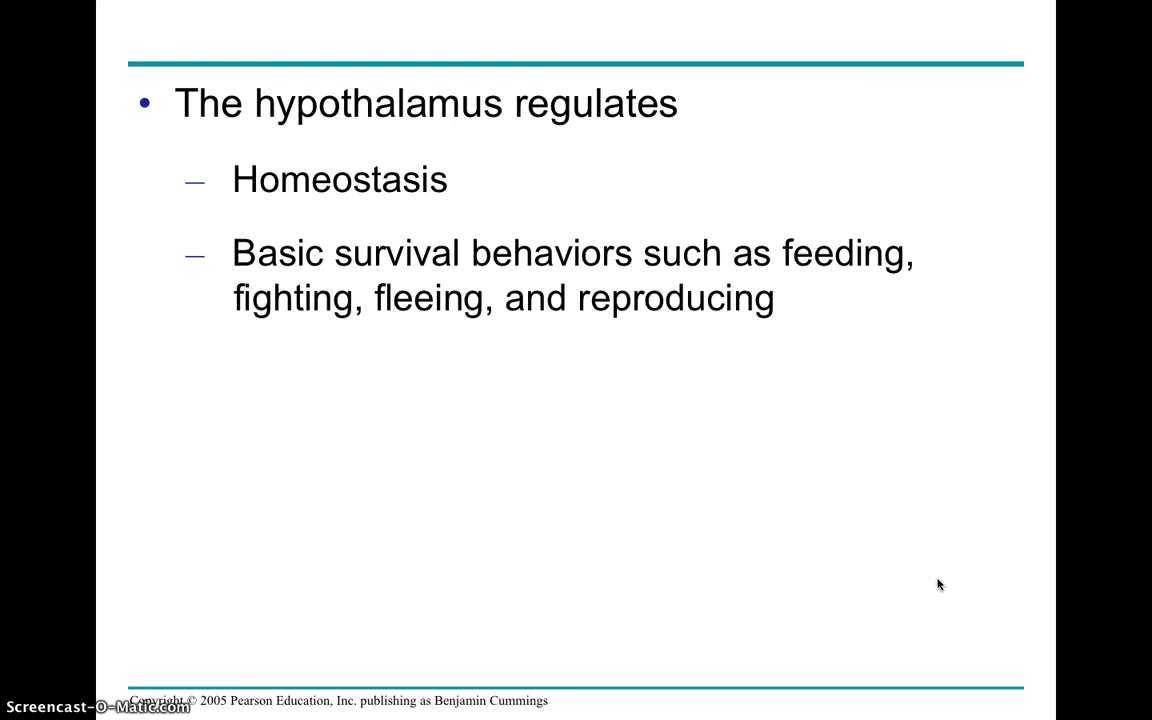 • The hypothalamus regulates
– Homeostasis
– Basic survival behaviors such as feeding,
fighting, fleeing, and reproducing
Copyright © 2005 Pearson Education, Inc. publishing as Benjamin Cummings
Screencast-O-Matic.com